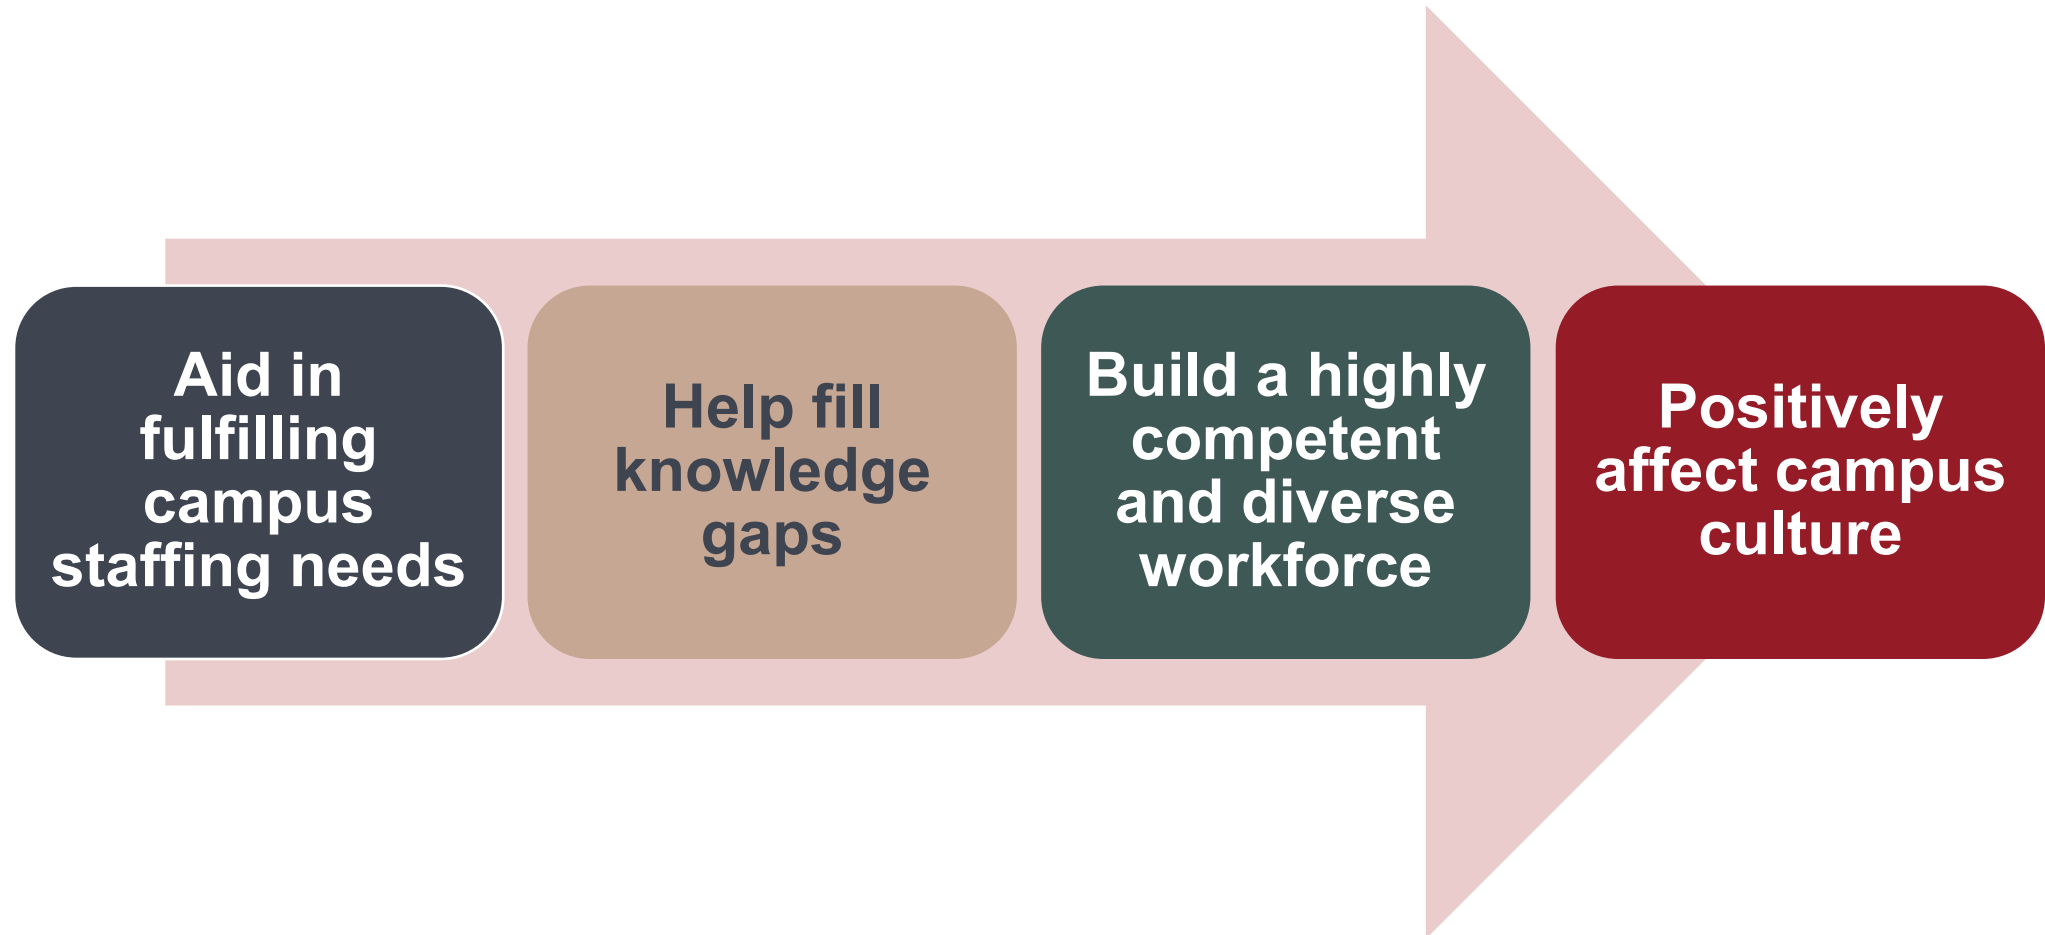 Aid in
fulfilling
campus
staffing needs
Help fill
knowledge
gaps
Build a highly
competent
and diverse
workforce
Positively
affect campus
culture